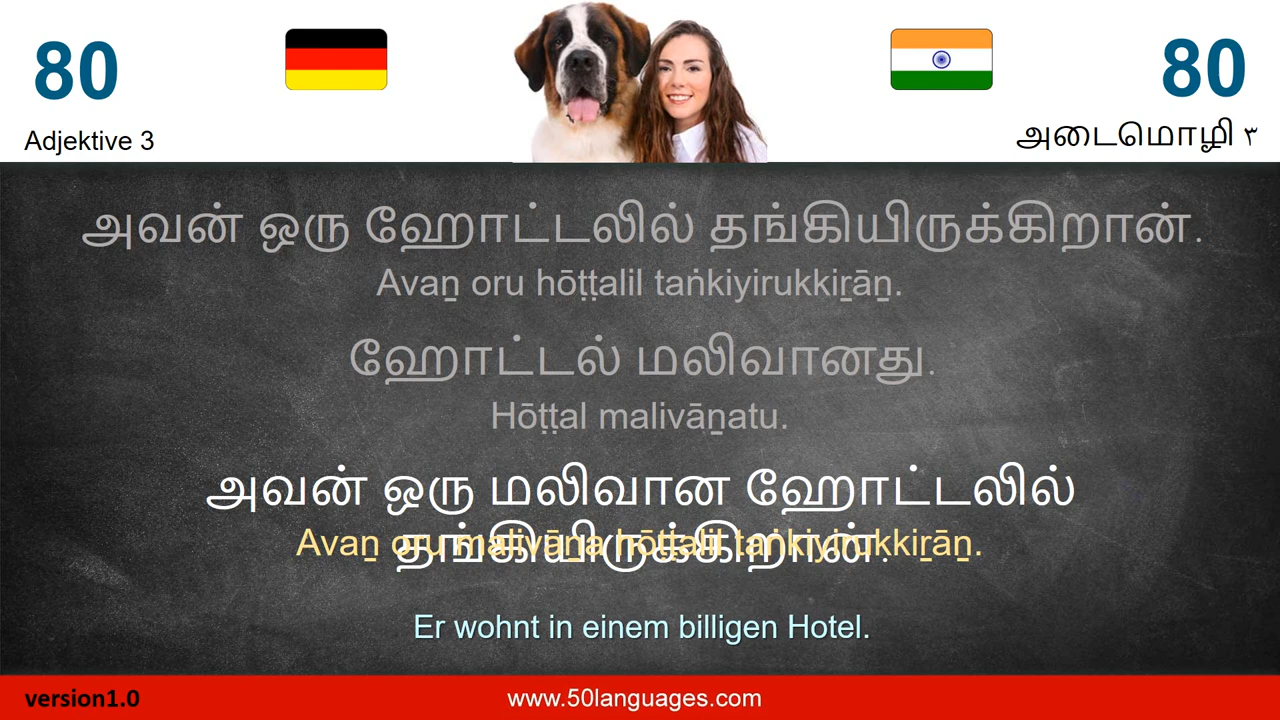 80
80
Adjektive 3
அடைமொழி ٣
அவன் ஒரு ஹோட்டலில் தங்கியிருக்கிறான்.
Avaṉ oru hōṭṭalil taṅkiyirukkiṟāṉ.
ஹோட்டல் மலிவானது.
Hōṭṭal malivāṉatu.
அவன் ஒரு மலிவான ஹோட்டலில்
தங்கியிருக்கிறான்.
Avaṉ oru malivāṉa hōṭṭalil taṅkiyirukkiṟāṉ.
Er wohnt in einem billigen Hotel.
version1.0
www.50languages.com